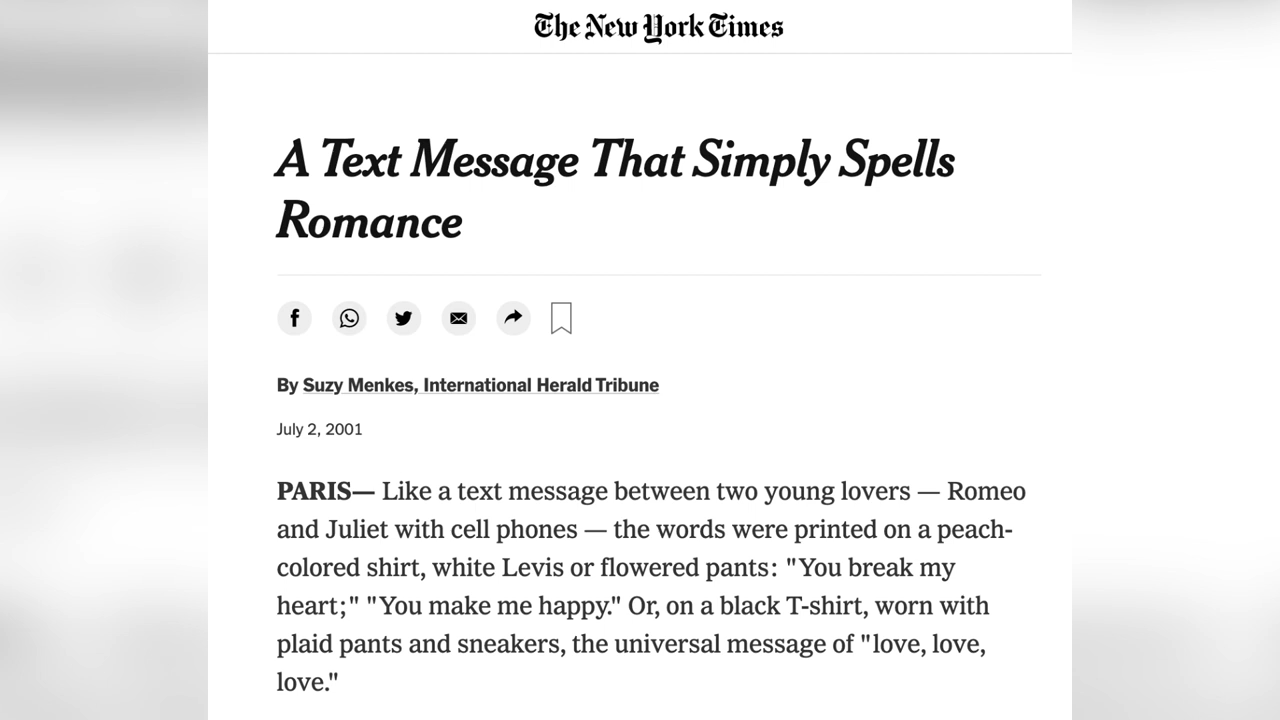 The New York Times
A Text Message That Simply Spells
Romance
By Suzy Menkes, International Herald Tribune
July 2, 2001
PARIS— Like a text message between two young lovers — Romeo
and Juliet with cell phones — the words were printed on a peach-
colored shirt, white Levis or flowered pants: "You break my
heart;" "You make me happy." Or, on a black T-shirt, worn with
plaid pants and sneakers, the universal message of "love, love,
love."